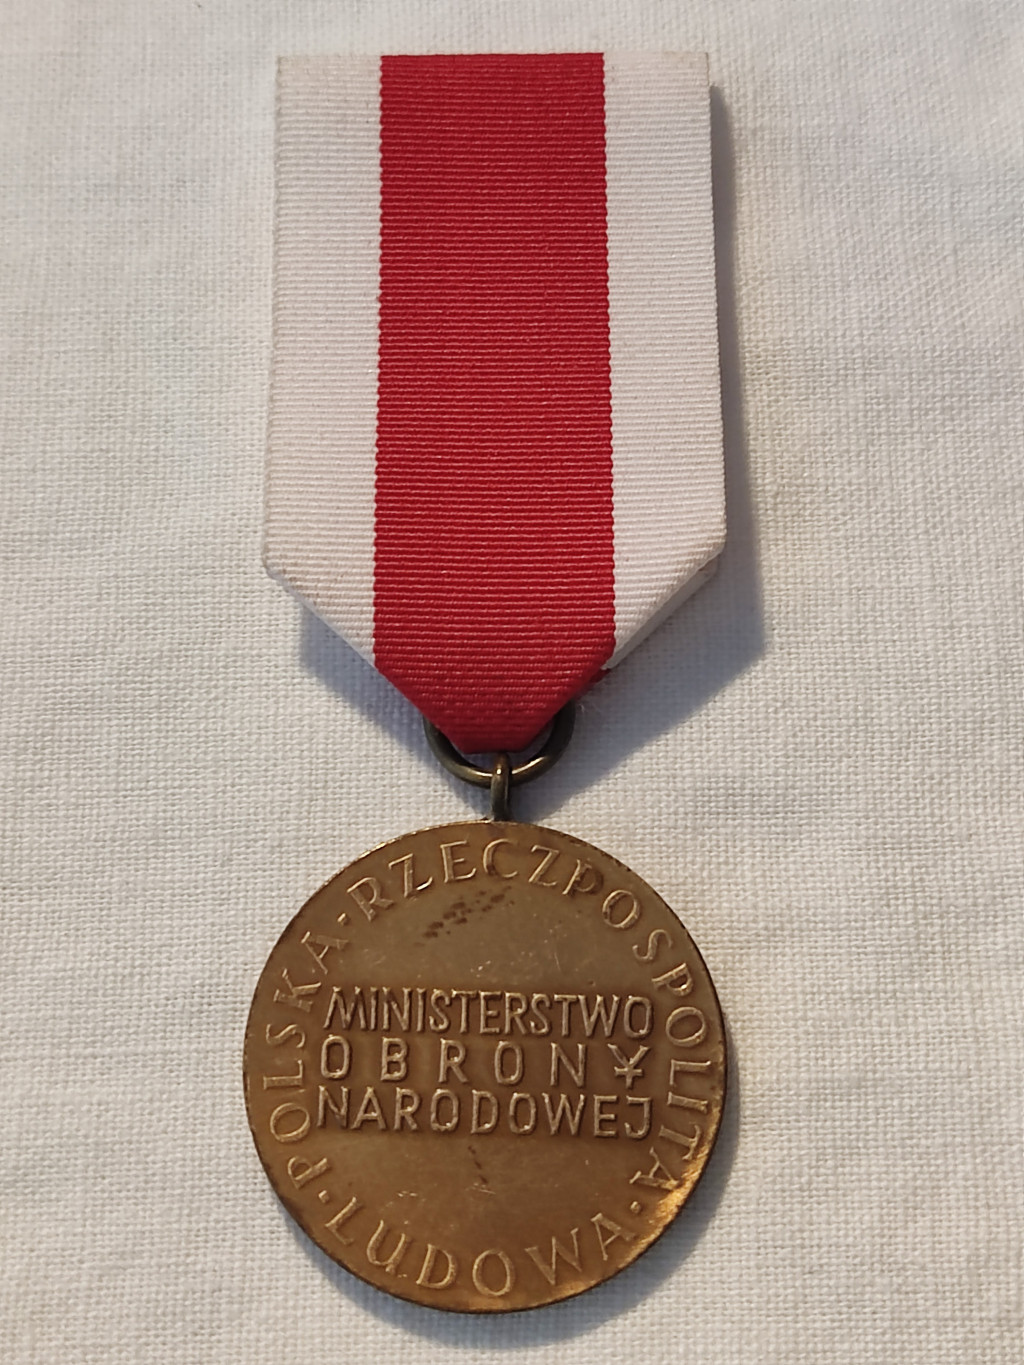 POLSKA · RZECZPOSPOLITA · LUDOWA ·
MINISTERSTWO
OBRONY
NARODOWEJ